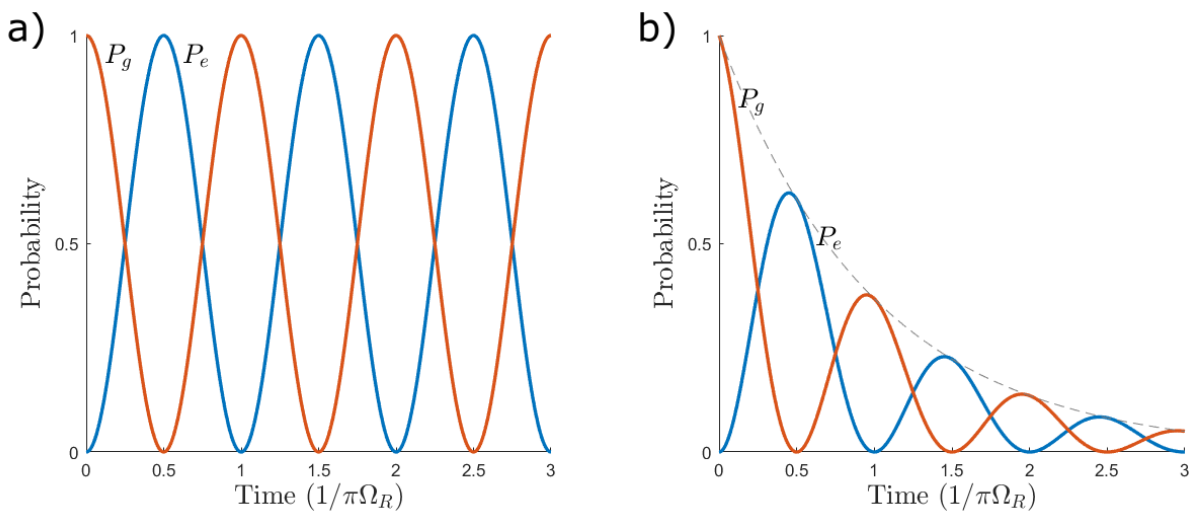 a)
1
P_g
P_e
Probability
0.5
0
0 0.5 1 1.5 2 2.5 3
Time (1/πΩ_R)
b)
1
P_g
Probability
0.5
P_e
0
0 0.5 1 1.5 2 2.5 3
Time (1/πΩ_R)